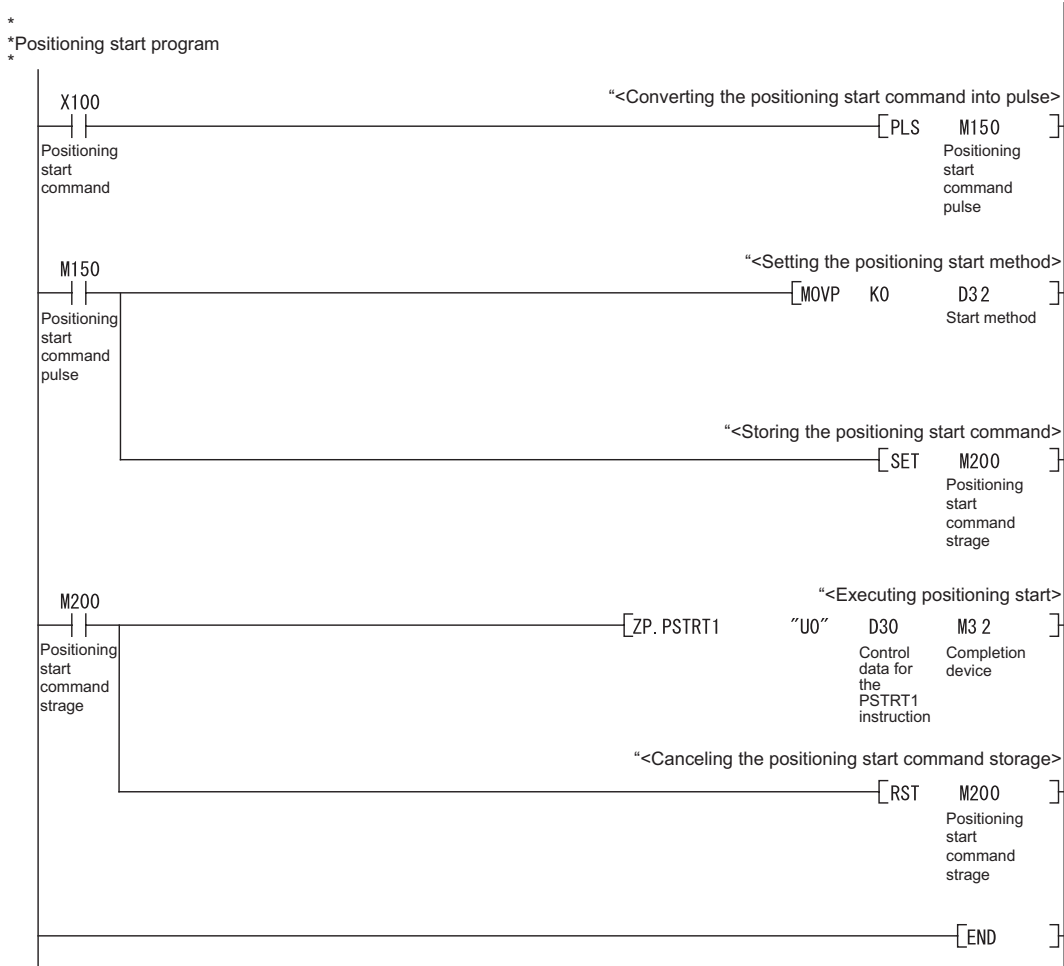 *
*Positioning start program
*
X100
“<Converting the positioning start command into pulse>
[PLS M150]
Positioning
start
command
Positioning
start
command
pulse
M150
“<Setting the positioning start method>
[MOVP K0 D32]
Positioning
start
command
pulse
Start method
“<Storing the positioning start command>
[SET M200]
Positioning
start
command
strage
M200
“<Executing positioning start>
[ZP.PSTRT1 "U0" D30 M32]
Positioning
start
command
strage
Control
data for
the
PSTRT1
instruction
Completion
device
“<Canceling the positioning start command storage>
[RST M200]
Positioning
start
command
strage
[END]